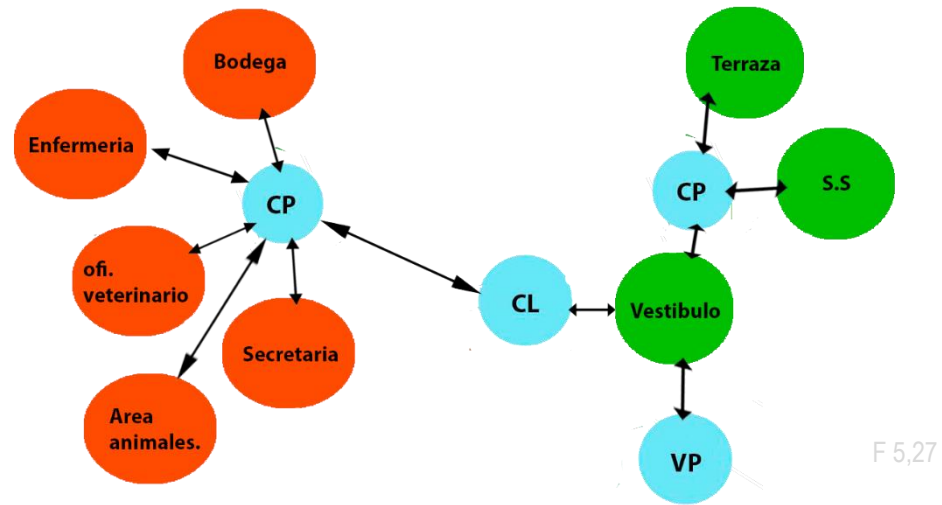 Bodega
Enfermeria
CP
ofi.
veterinario
Secretaria
Area
animales.
CL
Terraza
CP
S.S
Vestibulo
VP
F 5,27